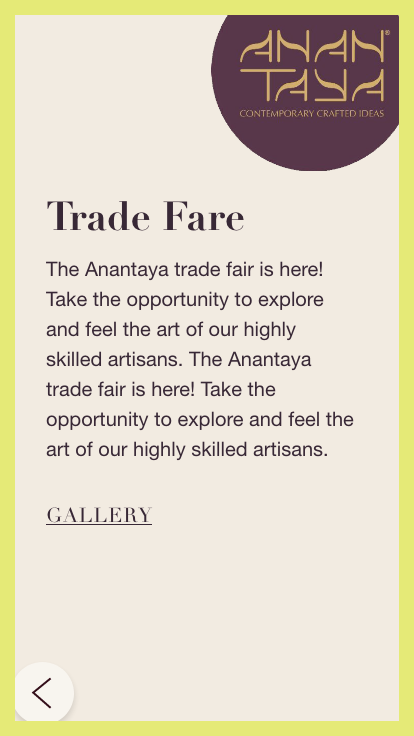 ANAN
TAYA
®
CONTEMPORARY CRAFTED IDEAS
Trade Fare
The Anantaya trade fair is here!
Take the opportunity to explore
and feel the art of our highly
skilled artisans. The Anantaya
trade fair is here! Take the
opportunity to explore and feel the
art of our highly skilled artisans.
GALLERY